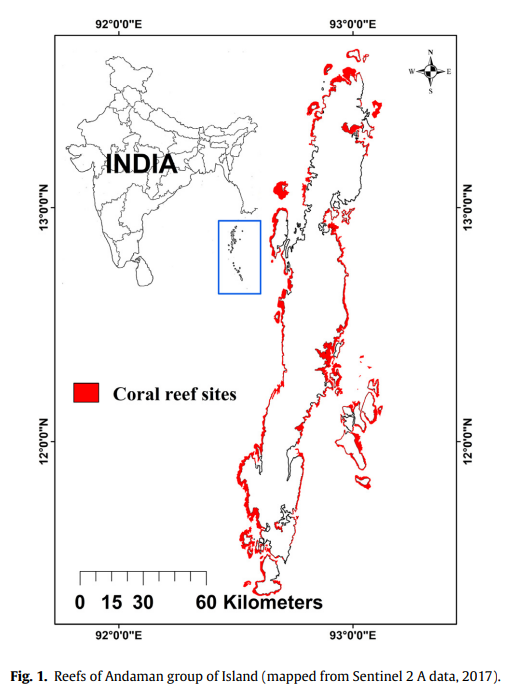 92°0'0"E 93°0'0"E
N
W E
S
INDIA
13°0'0"N 13°0'0"N
Coral reef sites
12°0'0"N 12°0'0"N
0 15 30 60 Kilometers
92°0'0"E 93°0'0"E
Fig. 1. Reefs of Andaman group of Island (mapped from Sentinel 2 A data, 2017).